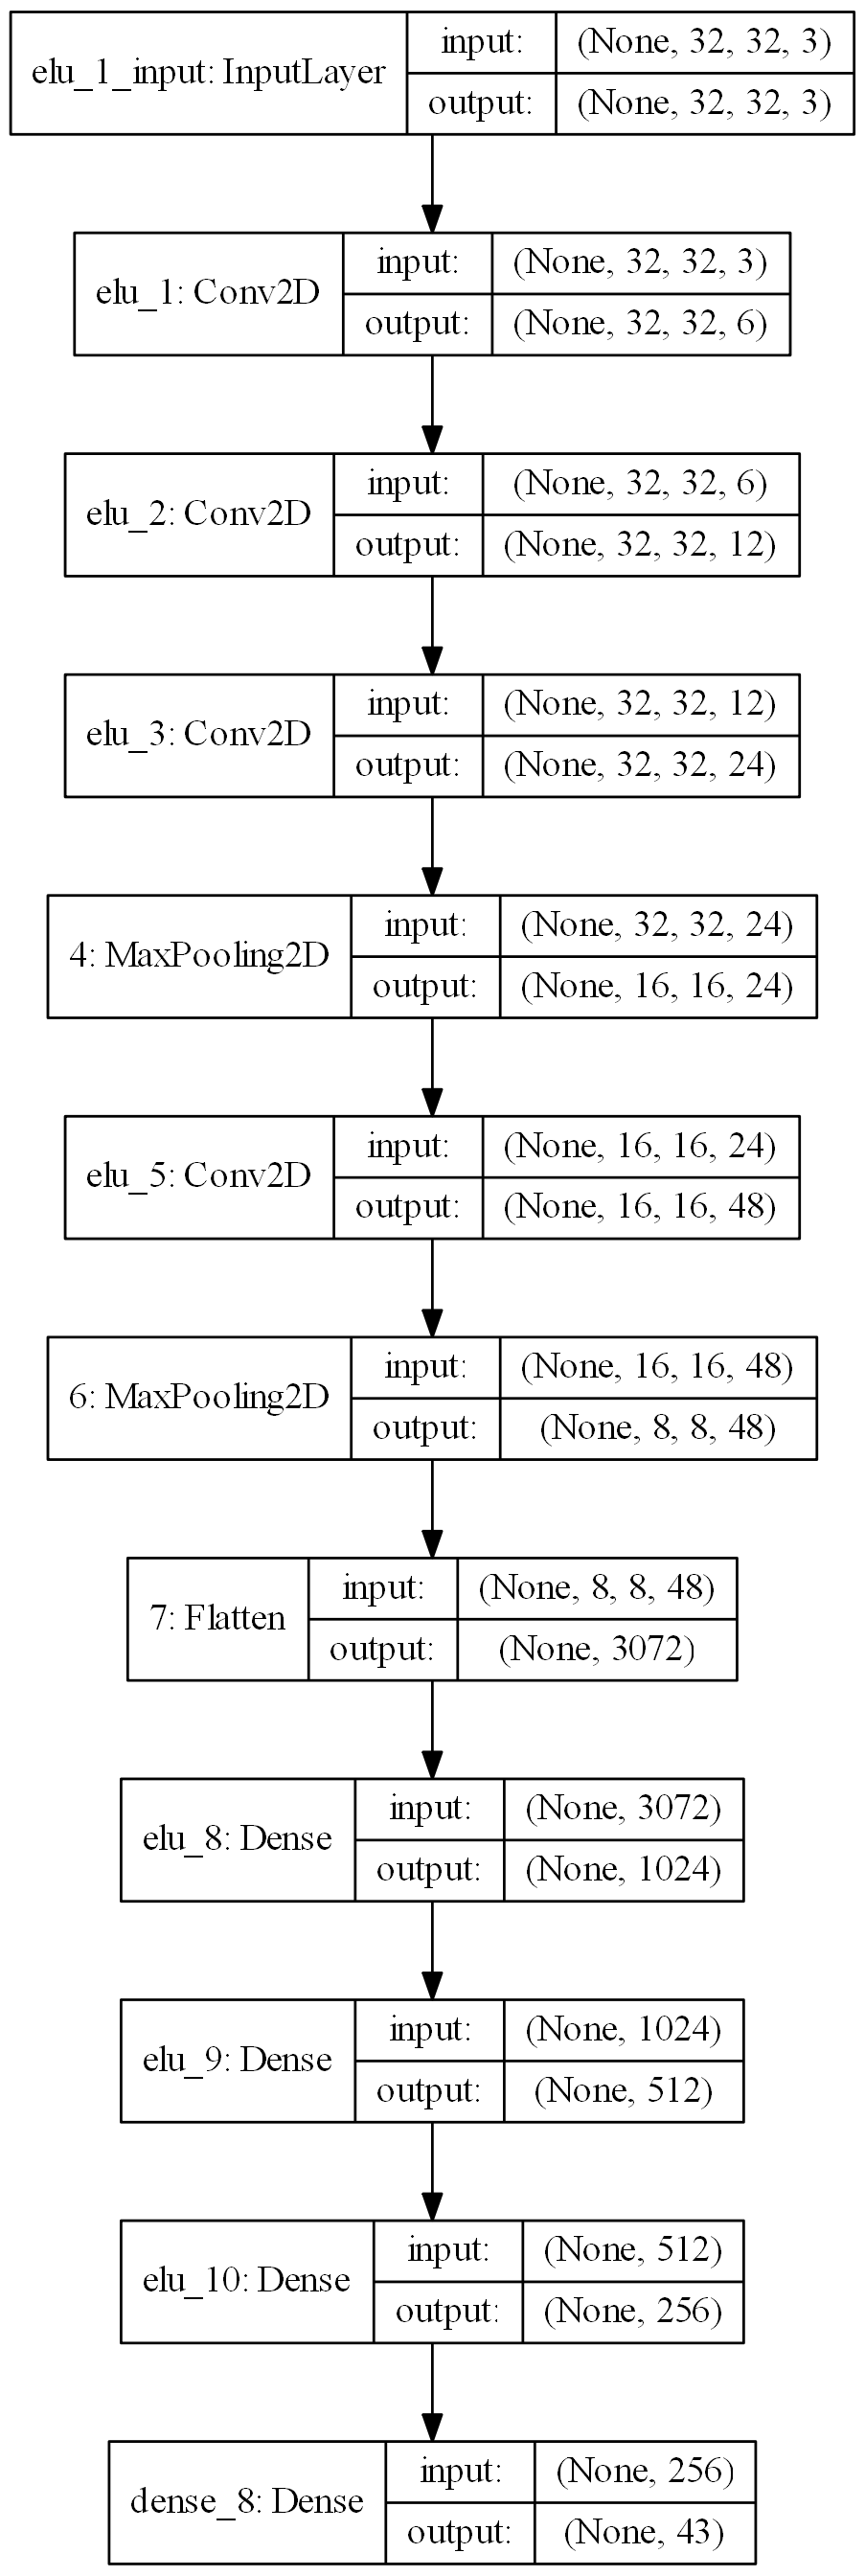 elu_1_input: InputLayer
input: (None, 32, 32, 3)
output: (None, 32, 32, 3)
elu_1: Conv2D
input: (None, 32, 32, 3)
output: (None, 32, 32, 6)
elu_2: Conv2D
input: (None, 32, 32, 6)
output: (None, 32, 32, 12)
elu_3: Conv2D
input: (None, 32, 32, 12)
output: (None, 32, 32, 24)
4: MaxPooling2D
input: (None, 32, 32, 24)
output: (None, 16, 16, 24)
elu_5: Conv2D
input: (None, 16, 16, 24)
output: (None, 16, 16, 48)
6: MaxPooling2D
input: (None, 16, 16, 48)
output: (None, 8, 8, 48)
7: Flatten
input: (None, 8, 8, 48)
output: (None, 3072)
elu_8: Dense
input: (None, 3072)
output: (None, 1024)
elu_9: Dense
input: (None, 1024)
output: (None, 512)
elu_10: Dense
input: (None, 512)
output: (None, 256)
dense_8: Dense
input: (None, 256)
output: (None, 43)